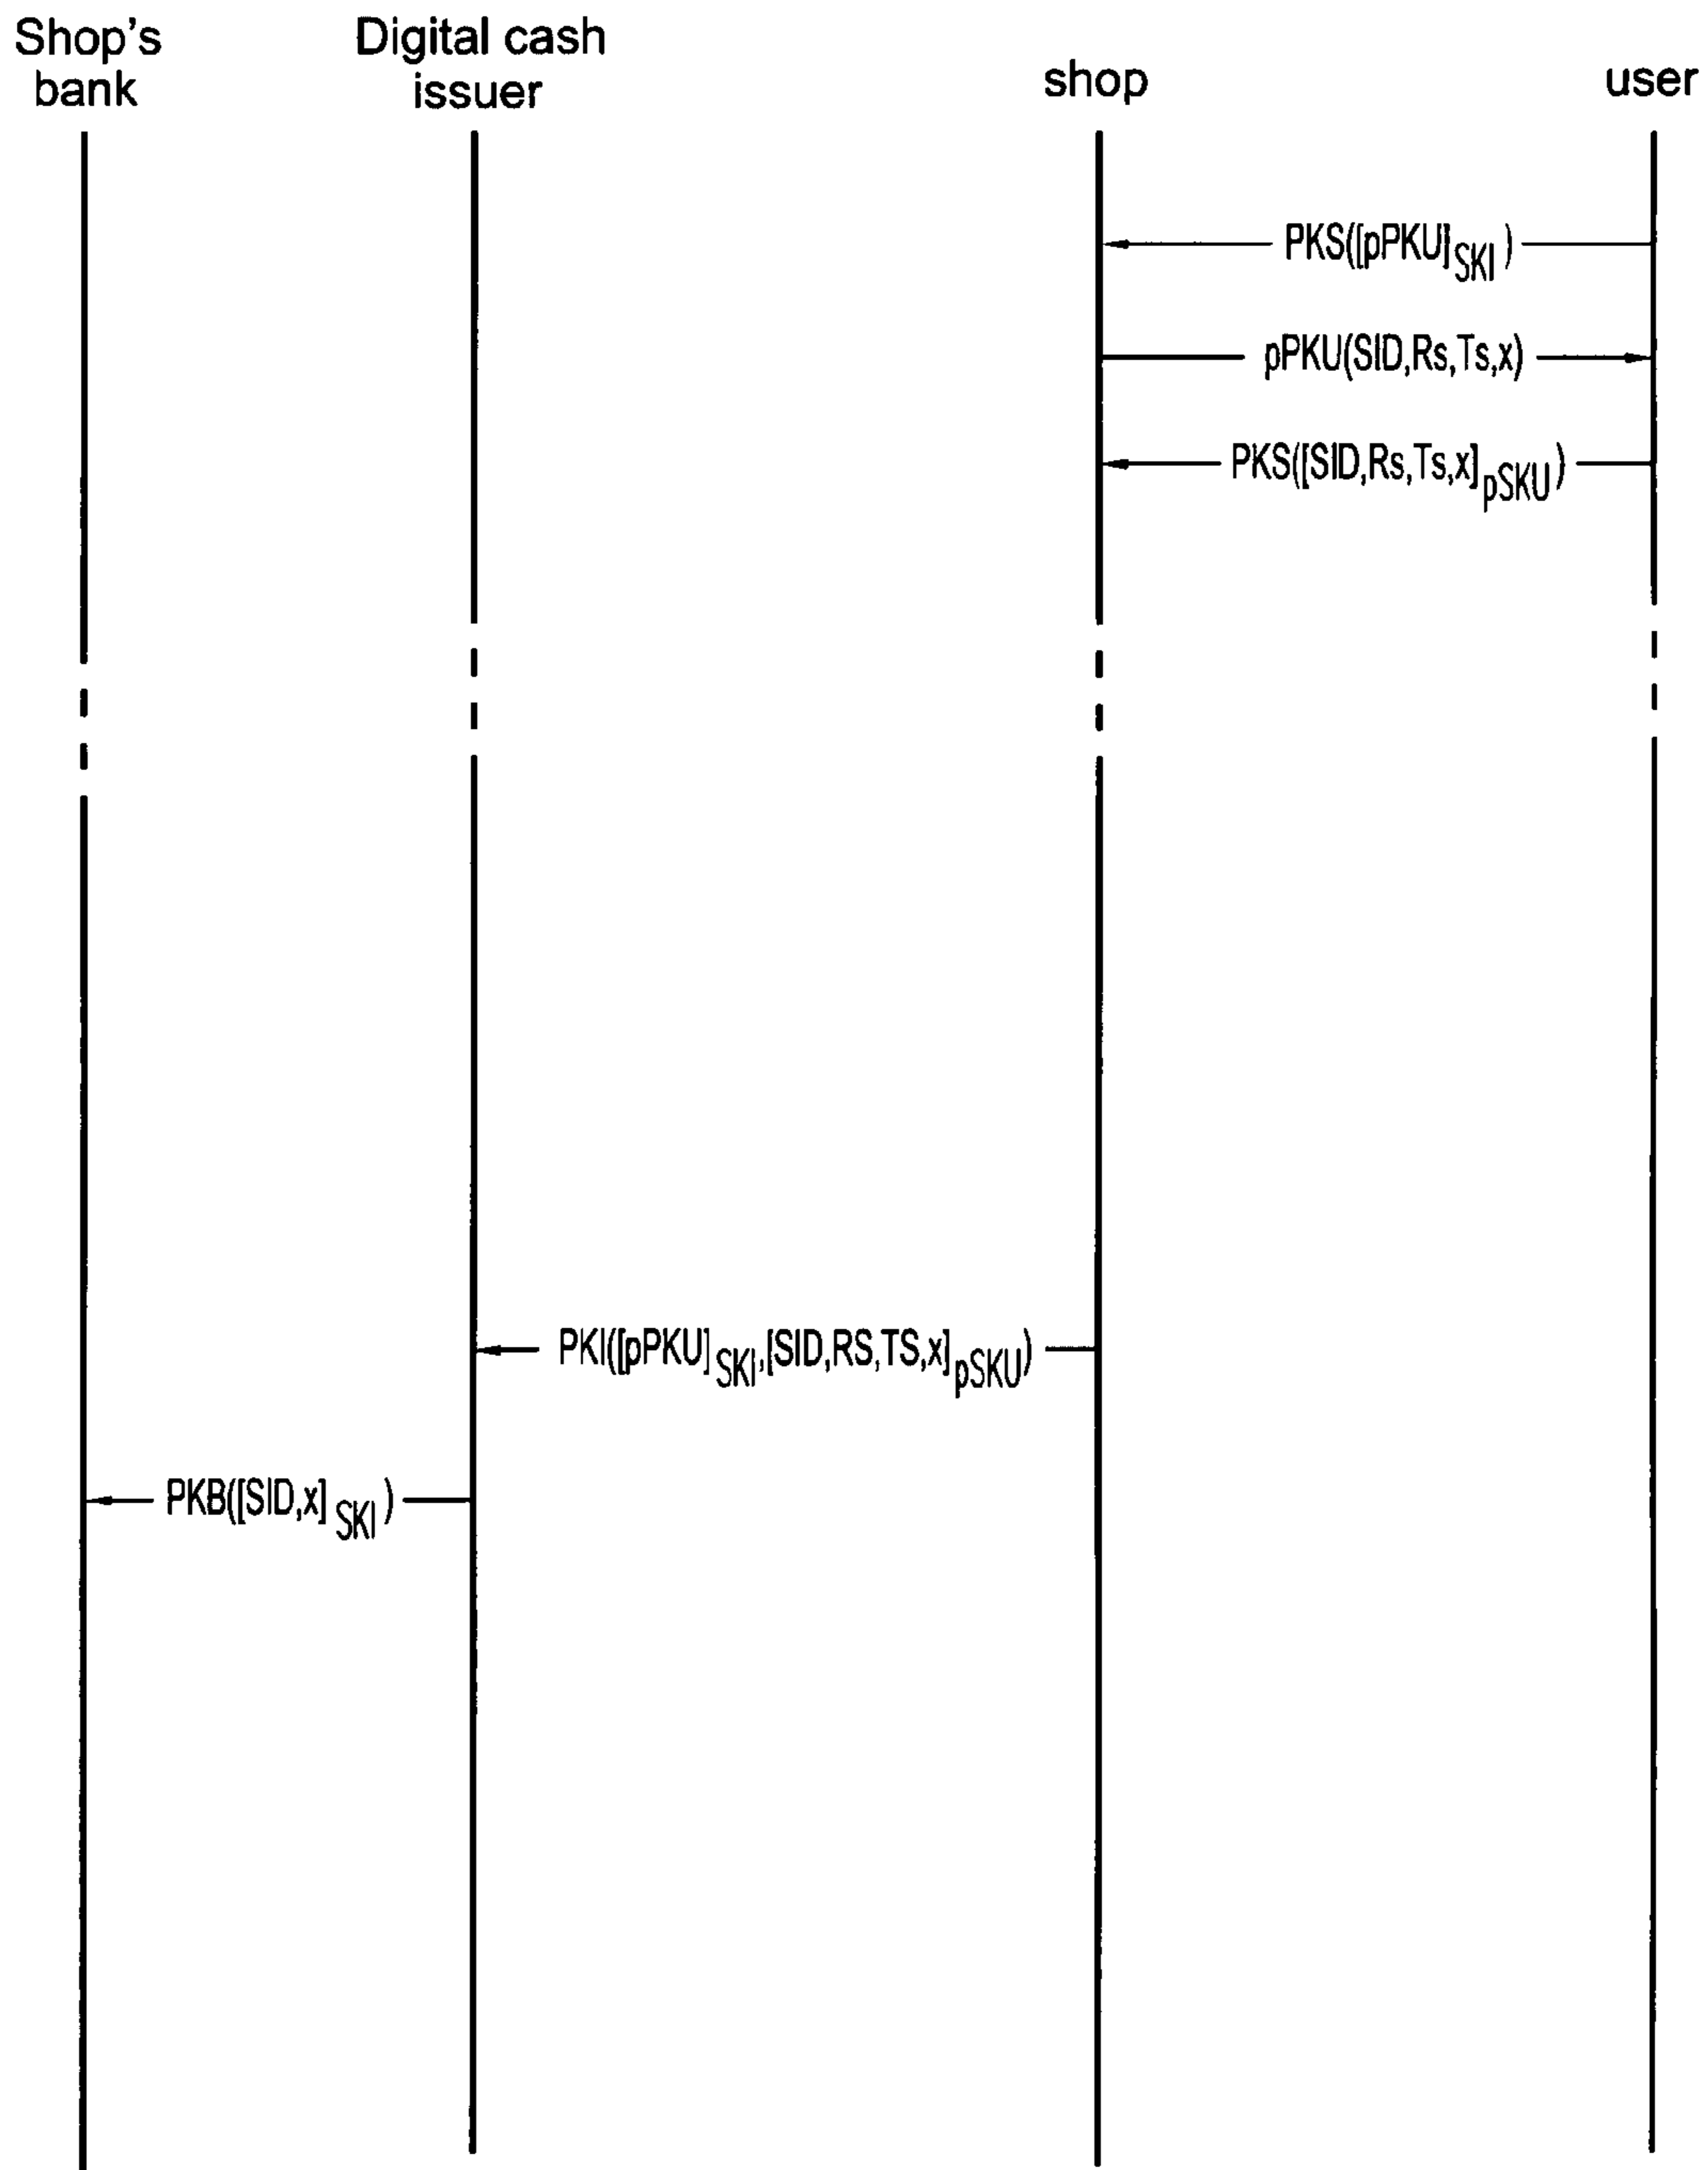 Shop's
bank
Digital cash
issuer
shop
user
PKS([pPKU]SKI)
pPKU(SID,Rs,Ts,x)
PKS([SID,Rs,Ts,x]pSKU)
PKI([pPKU]SKI,[SID,RS,TS,x]pSKU)
PKB([SID,x]SKI)